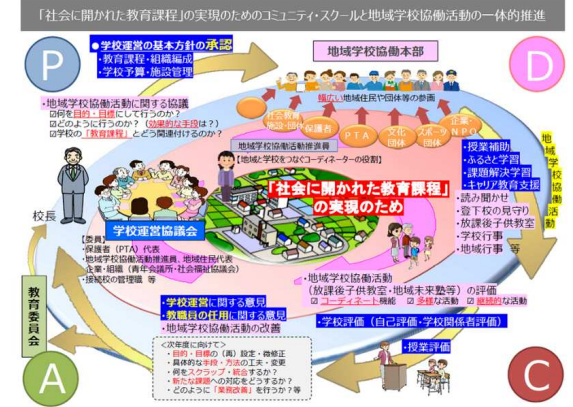 「社会に開かれた教育課程」の実現のためのコミュニティ・スクールと地域学校協働活動の一体的推進
P
D
●学校運営の基本方針の承認
・教育課程・組織編成
・学校予算・施設管理
・地域学校協働活動に関する協議
☑何を目的・目標にして行うのか?
☑どのように行うのか?(効果的な手段は?)
☑学校の「教育課程」とどう関連付けるのか?
地域学校協働本部
幅広い地域住民や団体等の参画
社会教育
施設・団体
保護者
PTA
文化
団体
スポーツ
団体
企業・
NPO
地域学校協働活動推進員
【地域と学校をつなぐコーディネーターの役割】
地域学校協働活動
・授業補助
・ふるさと学習
・課題解決学習
・キャリア教育支援
・読み聞かせ
・登下校の見守り
・放課後子供教室
・学校行事
・地域行事 等
「社会に開かれた教育課程」
の実現のため
校長
学校運営協議会
【委員】
・保護者(PTA)代表
・地域学校協働活動推進員、地域住民代表
・企業・組織(青年会議所・社会福祉協議会)
・接続校の管理職 等
教育委員会
・地域学校協働活動
(放課後子供教室・地域未来塾等)の評価
☑コーディネート機能 ☑多様な活動 ☑継続的な活動
・学校運営に関する意見
・教職員の任用に関する意見
・地域学校協働活動の改善
・学校評価(自己評価・学校関係者評価)
・授業評価
<次年度に向けて>
・目的・目標の(再)設定・微修正
・具体的な手段・方法の工夫・変更
・何をスクラップ・統合するか?
・新たな課題への対応をどうするか?
・どのように「業務改善」を行うか?等
A
C